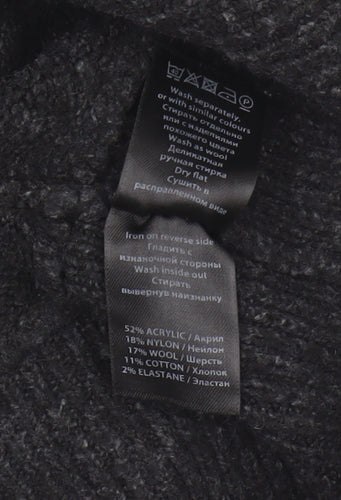 Wash separately,
or with similar colours
Стирать отдельно
или с изделиями
похожего цвета
Wash as wool
Деликатная
ручная стирка
Dry flat
Сушить в
расправленном виде
Iron on reverse side
Гладить с
изнаночной стороны
Wash inside out
Стирать
вывернув наизнанку
52% ACRYLIC / Акрил
18% NYLON / Нейлон
17% WOOL / Шерсть
11% COTTON / Хлопок
2% ELASTANE / Эластан